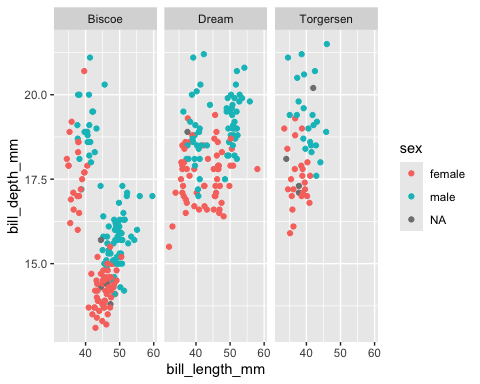 Biscoe Dream Torgersen
20.0
17.5
15.0
bill_depth_mm
40 50 60 40 50 60 40 50 60
bill_length_mm
sex
female
male
NA